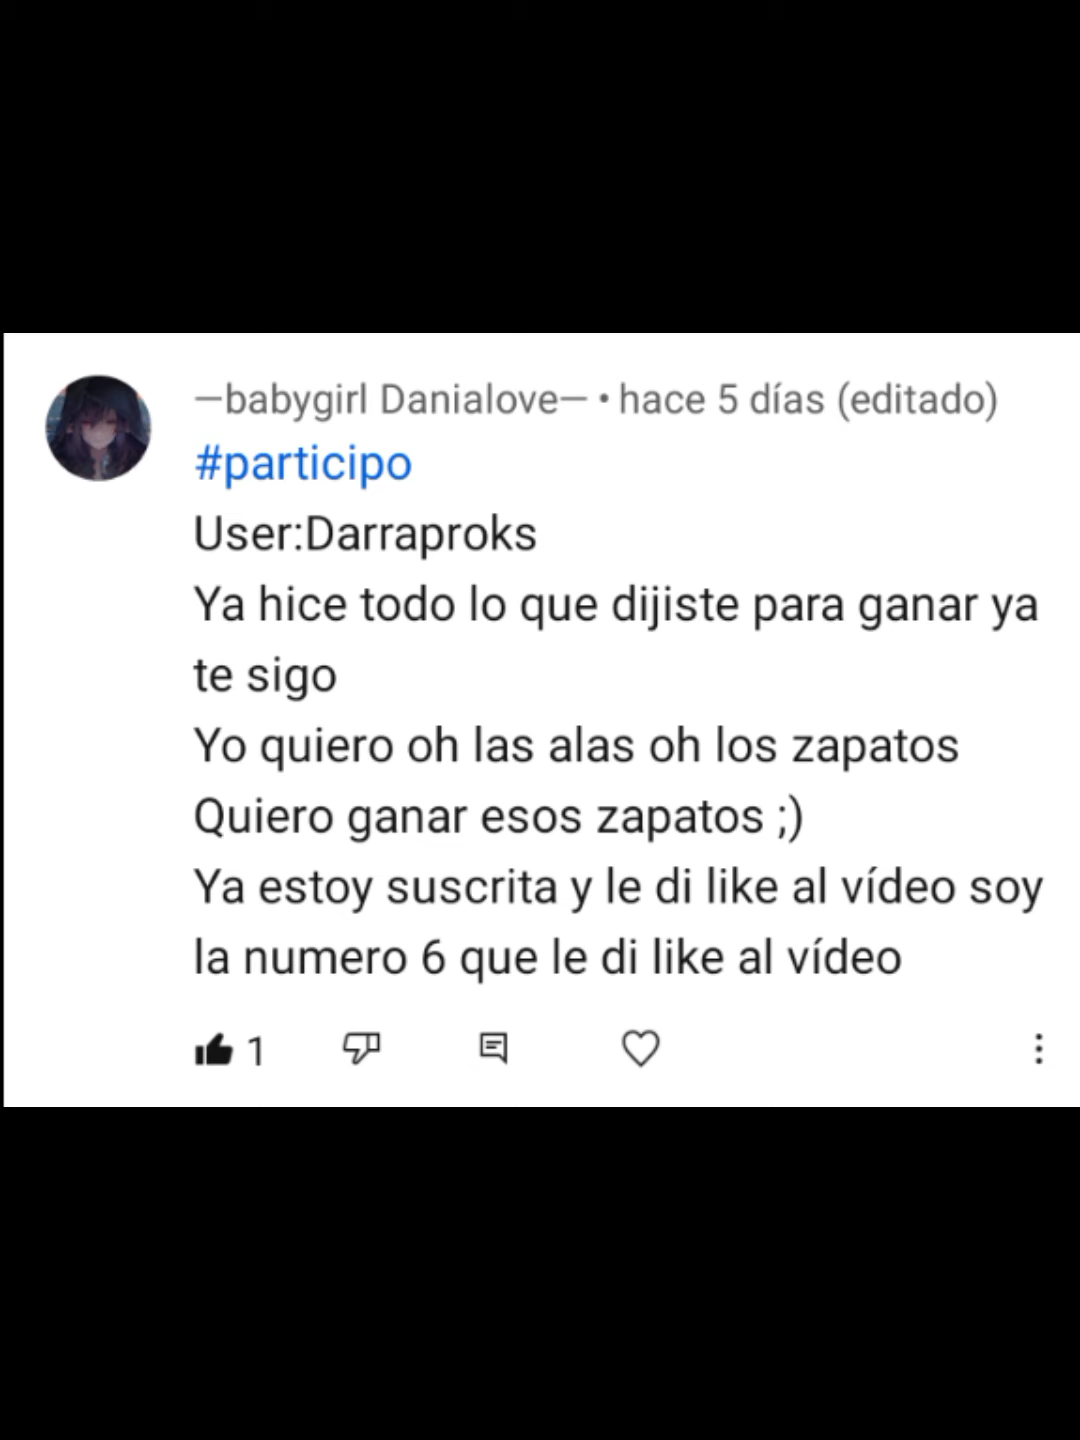 —babygirl Danialove— • hace 5 días (editado)
#participo
User:Darraproks
Ya hice todo lo que dijiste para ganar ya
te sigo
Yo quiero oh las alas oh los zapatos
Quiero ganar esos zapatos ;)
Ya estoy suscrita y le di like al vídeo soy
la numero 6 que le di like al vídeo
1